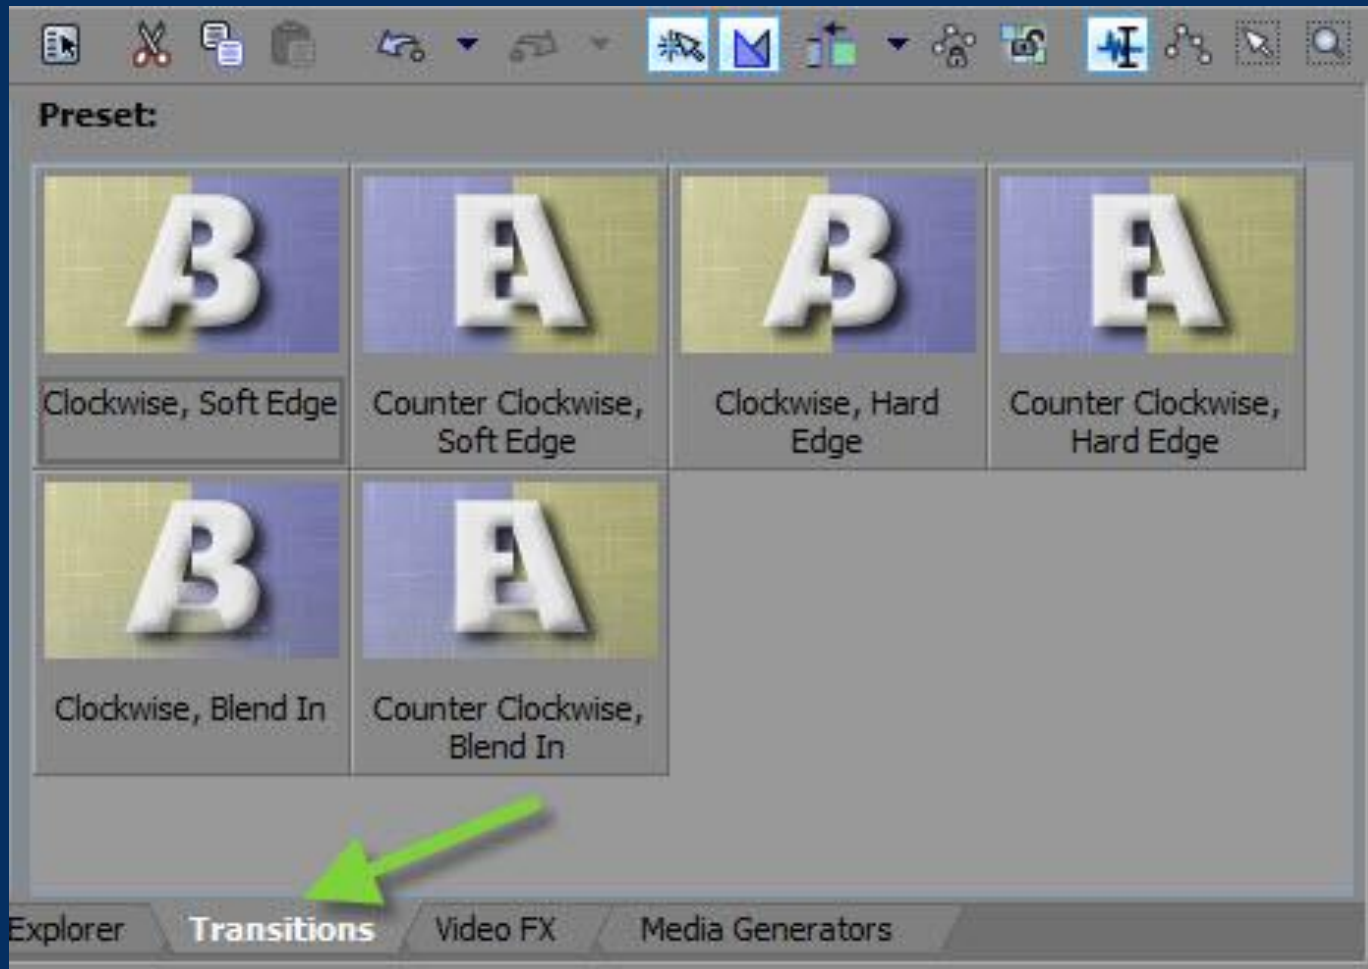 Preset:
Clockwise, Soft Edge
Counter Clockwise,
Soft Edge
Clockwise, Hard
Edge
Counter Clockwise,
Hard Edge
Clockwise, Blend In
Counter Clockwise,
Blend In
Explorer Transitions Video FX Media Generators